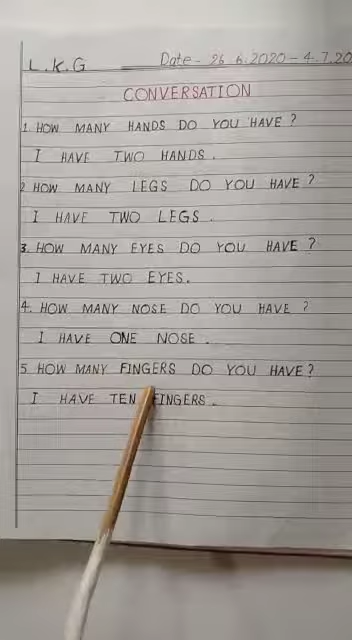 L.K.G Date - 26.6.2020 - 4.7.20
CONVERSATION
1. HOW MANY HANDS DO YOU HAVE ?
I HAVE TWO HANDS.
2 HOW MANY LEGS DO YOU HAVE ?
I HAVE TWO LEGS.
3. HOW MANY EYES DO YOU HAVE ?
I HAVE TWO EYES.
4. HOW MANY NOSE DO YOU HAVE ?
I HAVE ONE NOSE.
5 HOW MANY FINGERS DO YOU HAVE?
I HAVE TEN FINGERS.